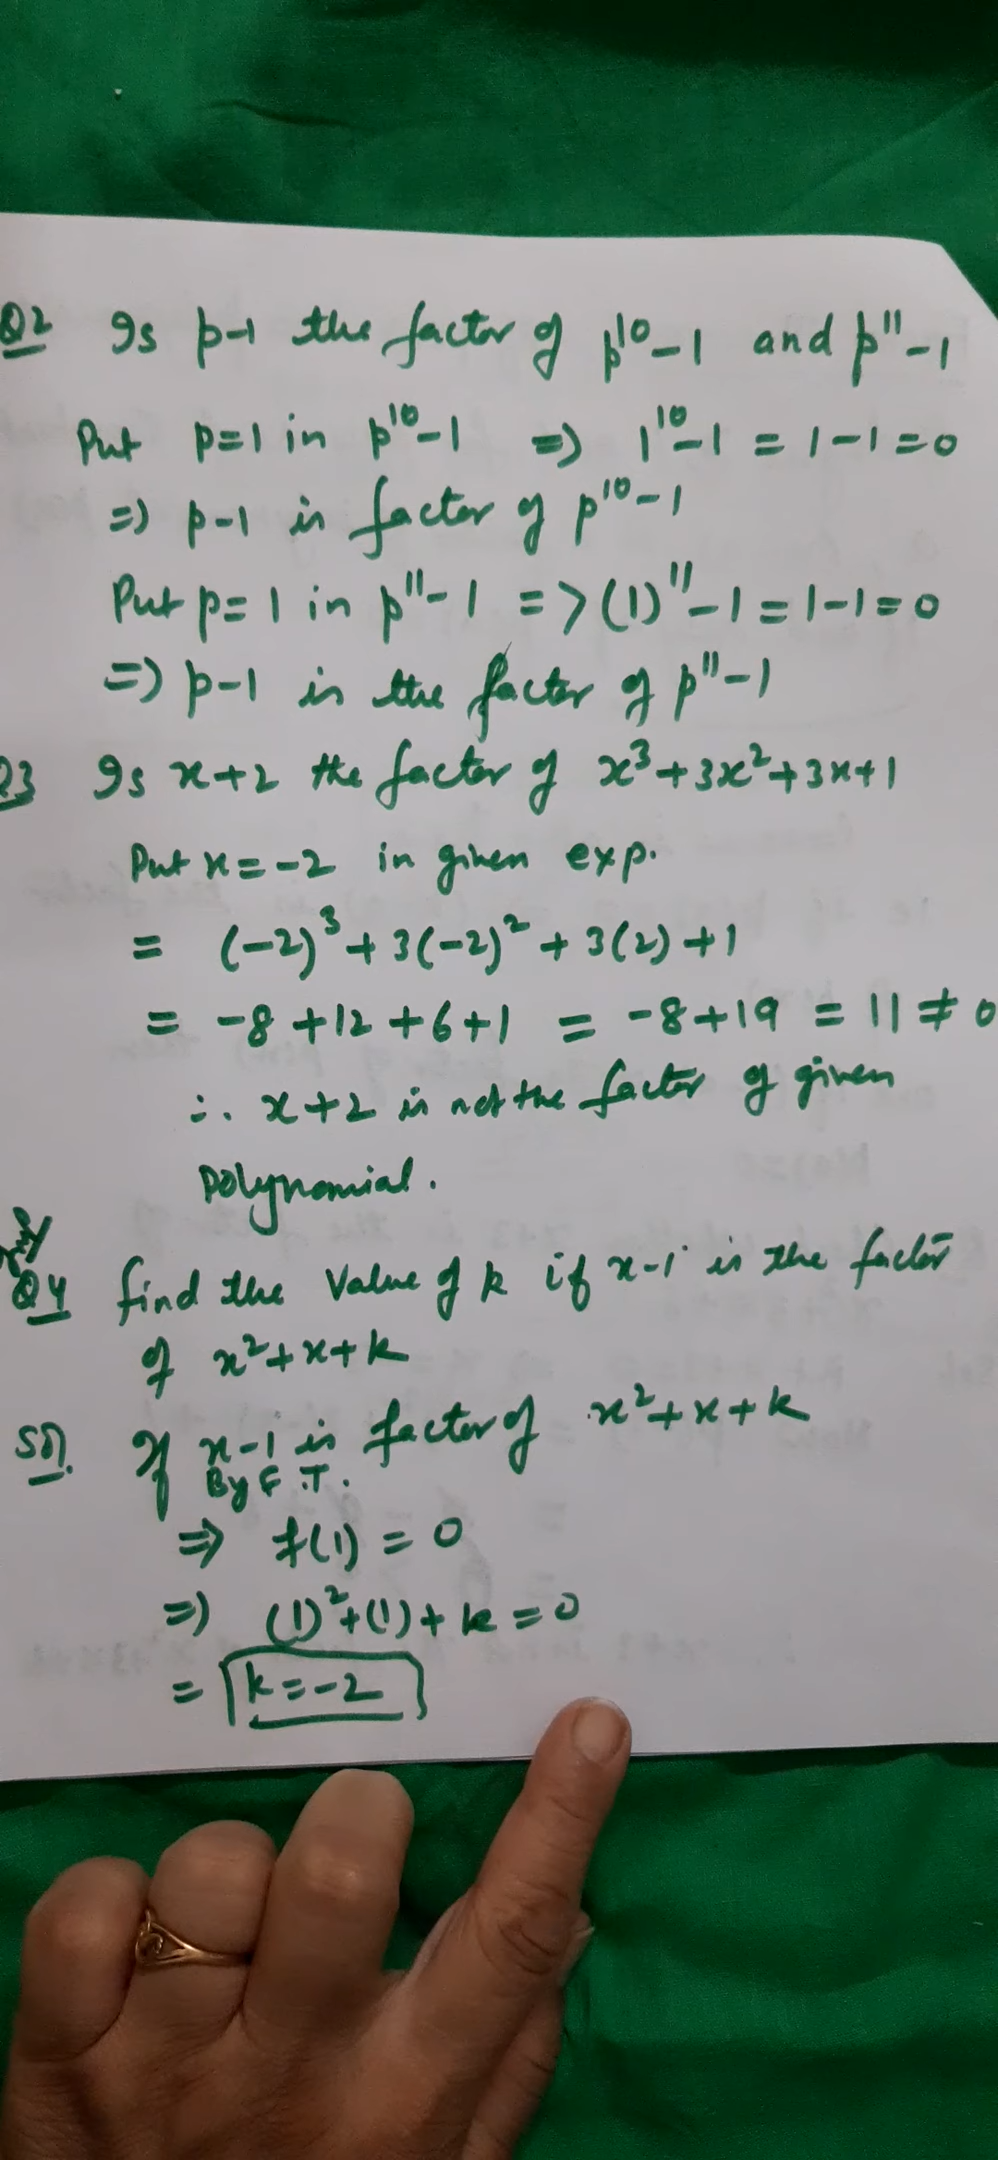 Q2 Is p-1 the factor of p¹⁰-1 and p¹¹-1
Put p=1 in p¹⁰-1 => 1¹⁰-1 = 1-1=0
=> p-1 is factor of p¹⁰-1
Put p=1 in p¹¹-1 => (1)¹¹-1=1-1=0
=> p-1 is the factor of p¹¹-1
Q3 Is x+2 the factor of x³+3x²+3x+1
Put x=-2 in given exp.
= (-2)³+3(-2)²+3(2)+1
= -8+12+6+1 = -8+19 = 11≠0
∴ x+2 is not the factor of given
polynomial.
Q4 find the value of k if x-1 is the factor
of x²+x+k
Sol. If x-1 is factor of x²+x+k
By F.T.
⇒ f(1) = 0
=> (1)²+(1)+k=0
= k=-2